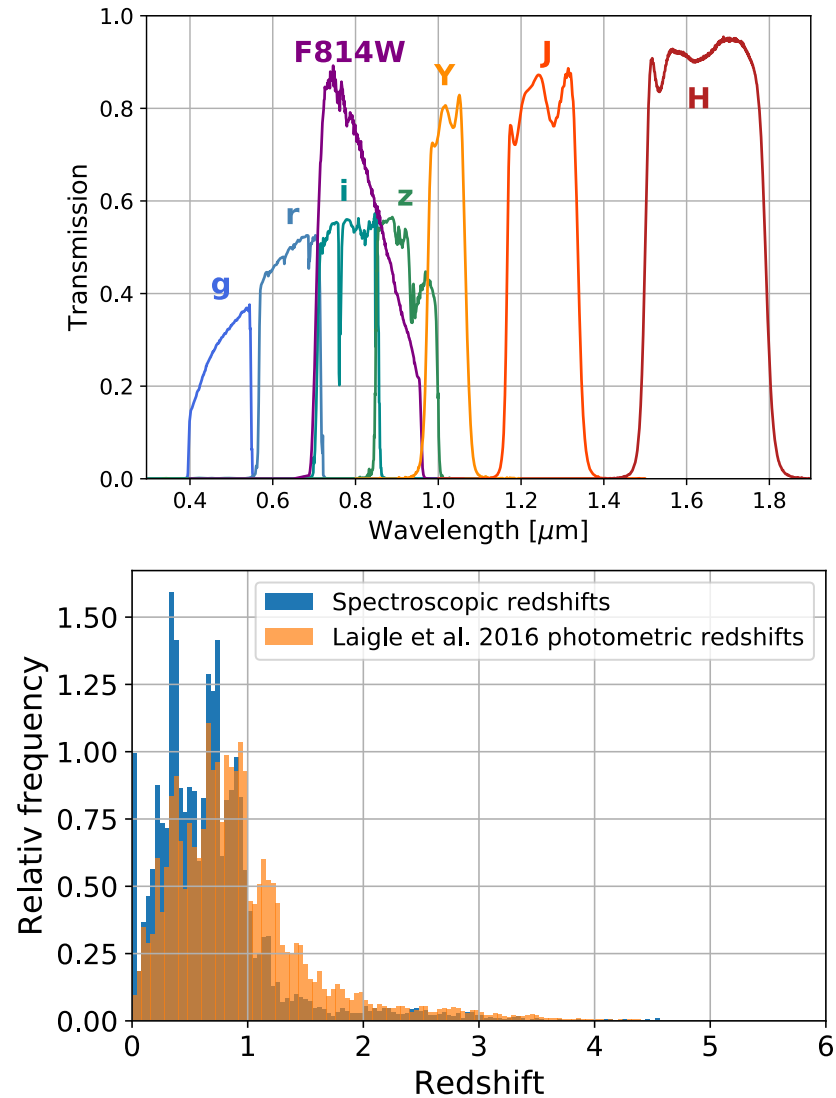 F814W
Y
J
H
i
z
r
g
1.0
0.8
0.6
0.4
0.2
0.0
Transmission
0.4 0.6 0.8 1.0 1.2 1.4 1.6 1.8
Wavelength [μm]
Spectroscopic redshifts
Laigle et al. 2016 photometric redshifts
1.50
1.25
1.00
0.75
0.50
0.25
0.00
Relativ frequency
0 1 2 3 4 5 6
Redshift